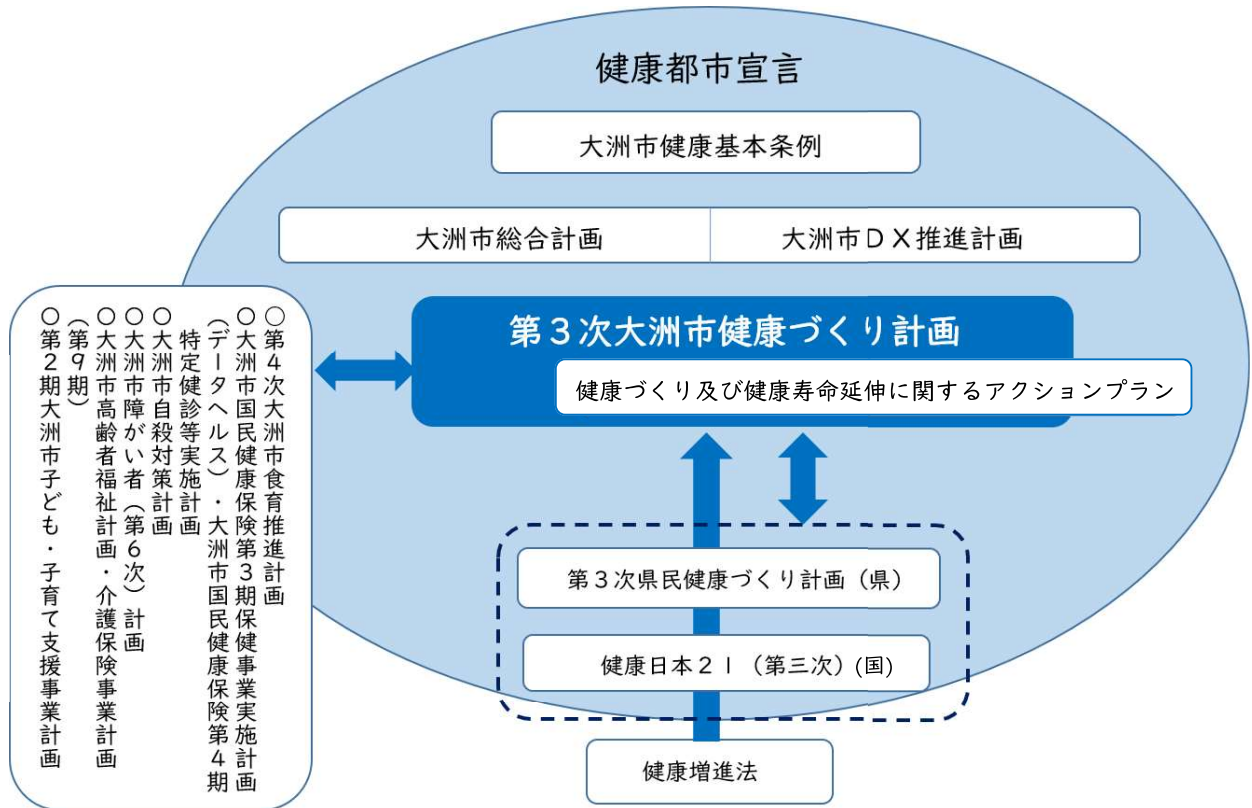 健康都市宣言
大洲市健康基本条例
大洲市総合計画
大洲市DX推進計画
第3次大洲市健康づくり計画
健康づくり及び健康寿命延伸に関するアクションプラン
○第4次大洲市食育推進計画
○大洲市国民健康保険第3期保健事業実施計画
(データヘルス)・大洲市国民健康保険第4期
特定健診等実施計画
○大洲市自殺対策計画
○大洲市障がい者(第6次)計画
○大洲市高齢者福祉計画・介護保険事業計画
(第9期)
○第2期大洲市子ども・子育て支援事業計画
第3次県民健康づくり計画(県)
健康日本21(第三次)(国)
健康増進法